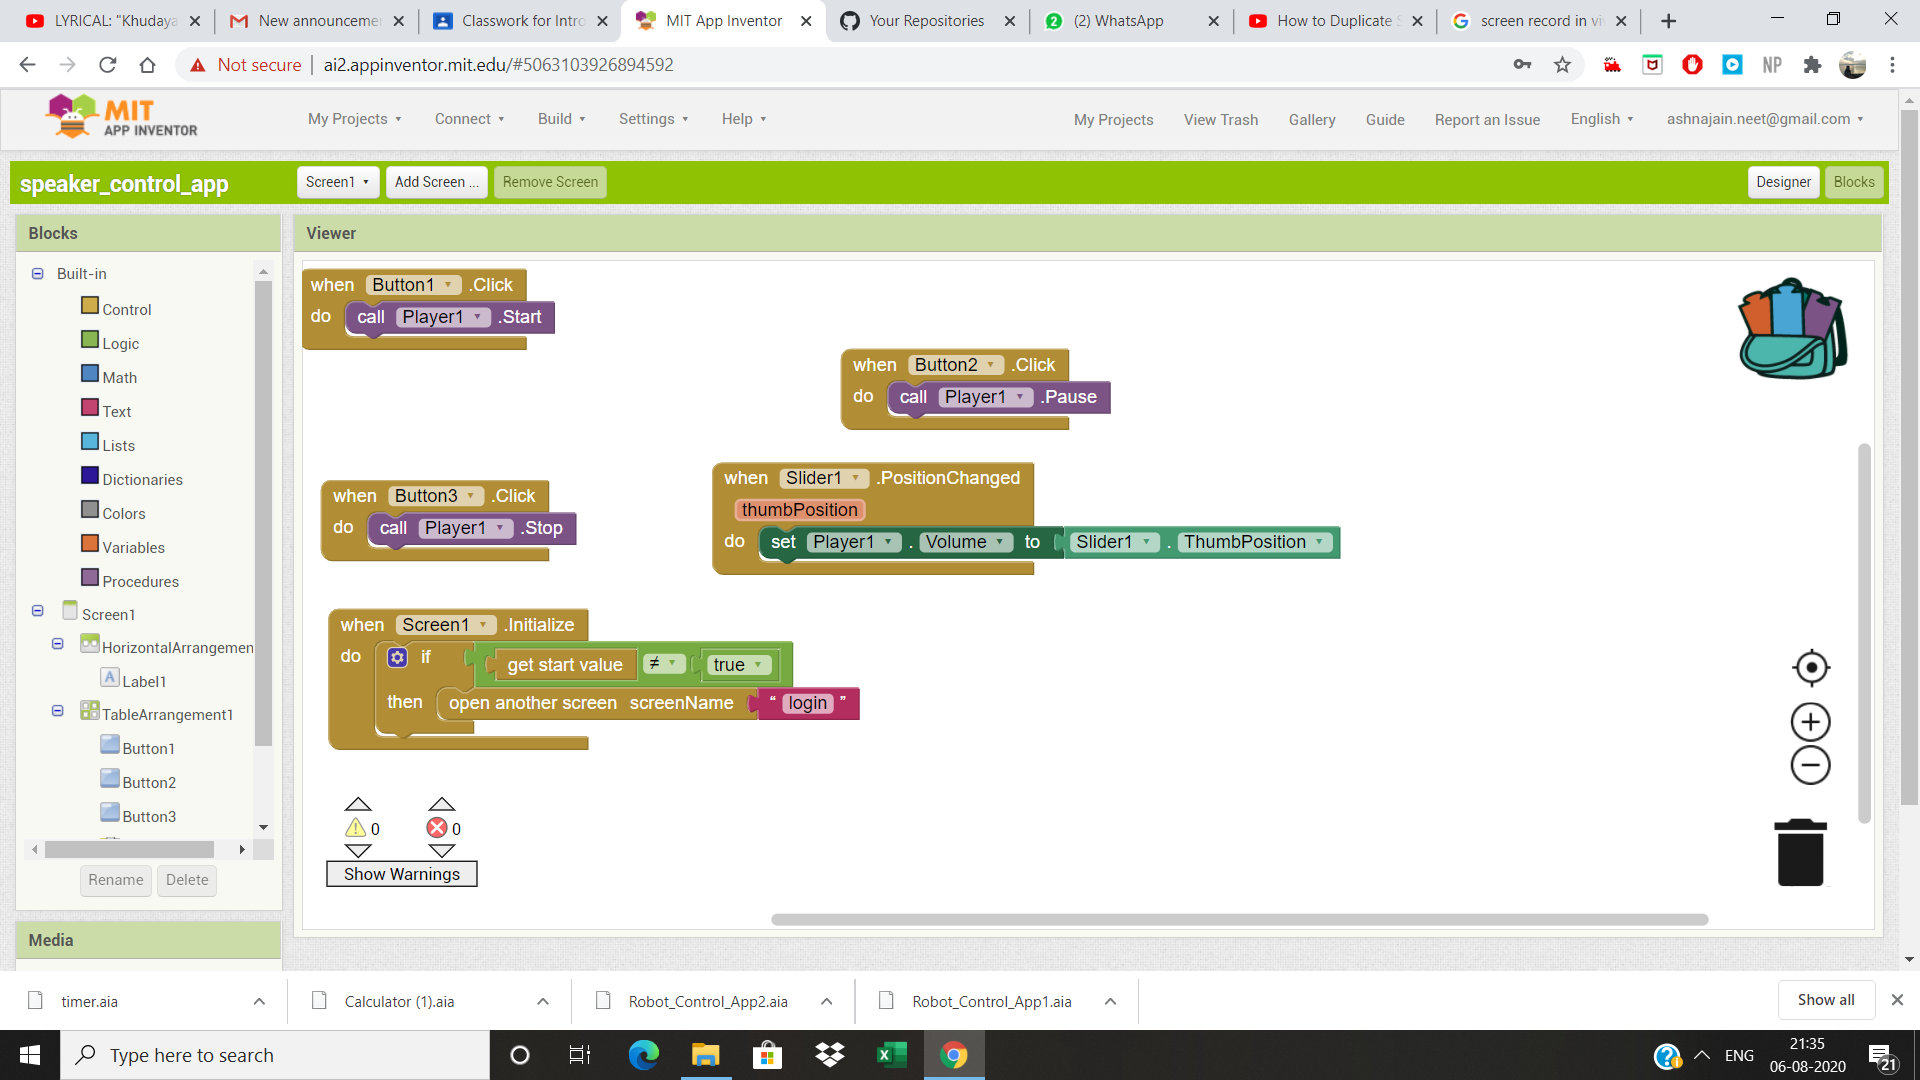 LYRICAL: "Khudaya
New announceme
Classwork for Intro
MIT App Inventor
Your Repositories
(2) WhatsApp
How to Duplicate S
screen record in vi
Not secure
ai2.appinventor.mit.edu/#5063103926894592
NP
MIT
APP INVENTOR
My Projects
Connect
Build
Settings
Help
My Projects
View Trash
Gallery
Guide
Report an Issue
English
ashnajain.neet@gmail.com
speaker_control_app
Screen1
Add Screen ...
Remove Screen
Designer
Blocks
Blocks
Viewer
Built-in
Control
Logic
Math
Text
Lists
Dictionaries
Colors
Variables
Procedures
Screen1
HorizontalArrangemen
Label1
TableArrangement1
Button1
Button2
Button3
Rename
Delete
Media
when Button1 .Click
do call Player1 .Start
when Button2 .Click
do call Player1 .Pause
when Button3 .Click
do call Player1 .Stop
when Slider1 .PositionChanged
thumbPosition
do set Player1 . Volume to Slider1 . ThumbPosition
when Screen1 .Initialize
do if get start value ≠ true
then open another screen screenName " login "
0
0
Show Warnings
timer.aia
Calculator (1).aia
Robot_Control_App2.aia
Robot_Control_App1.aia
Show all
Type here to search
ENG
21:35
06-08-2020
21